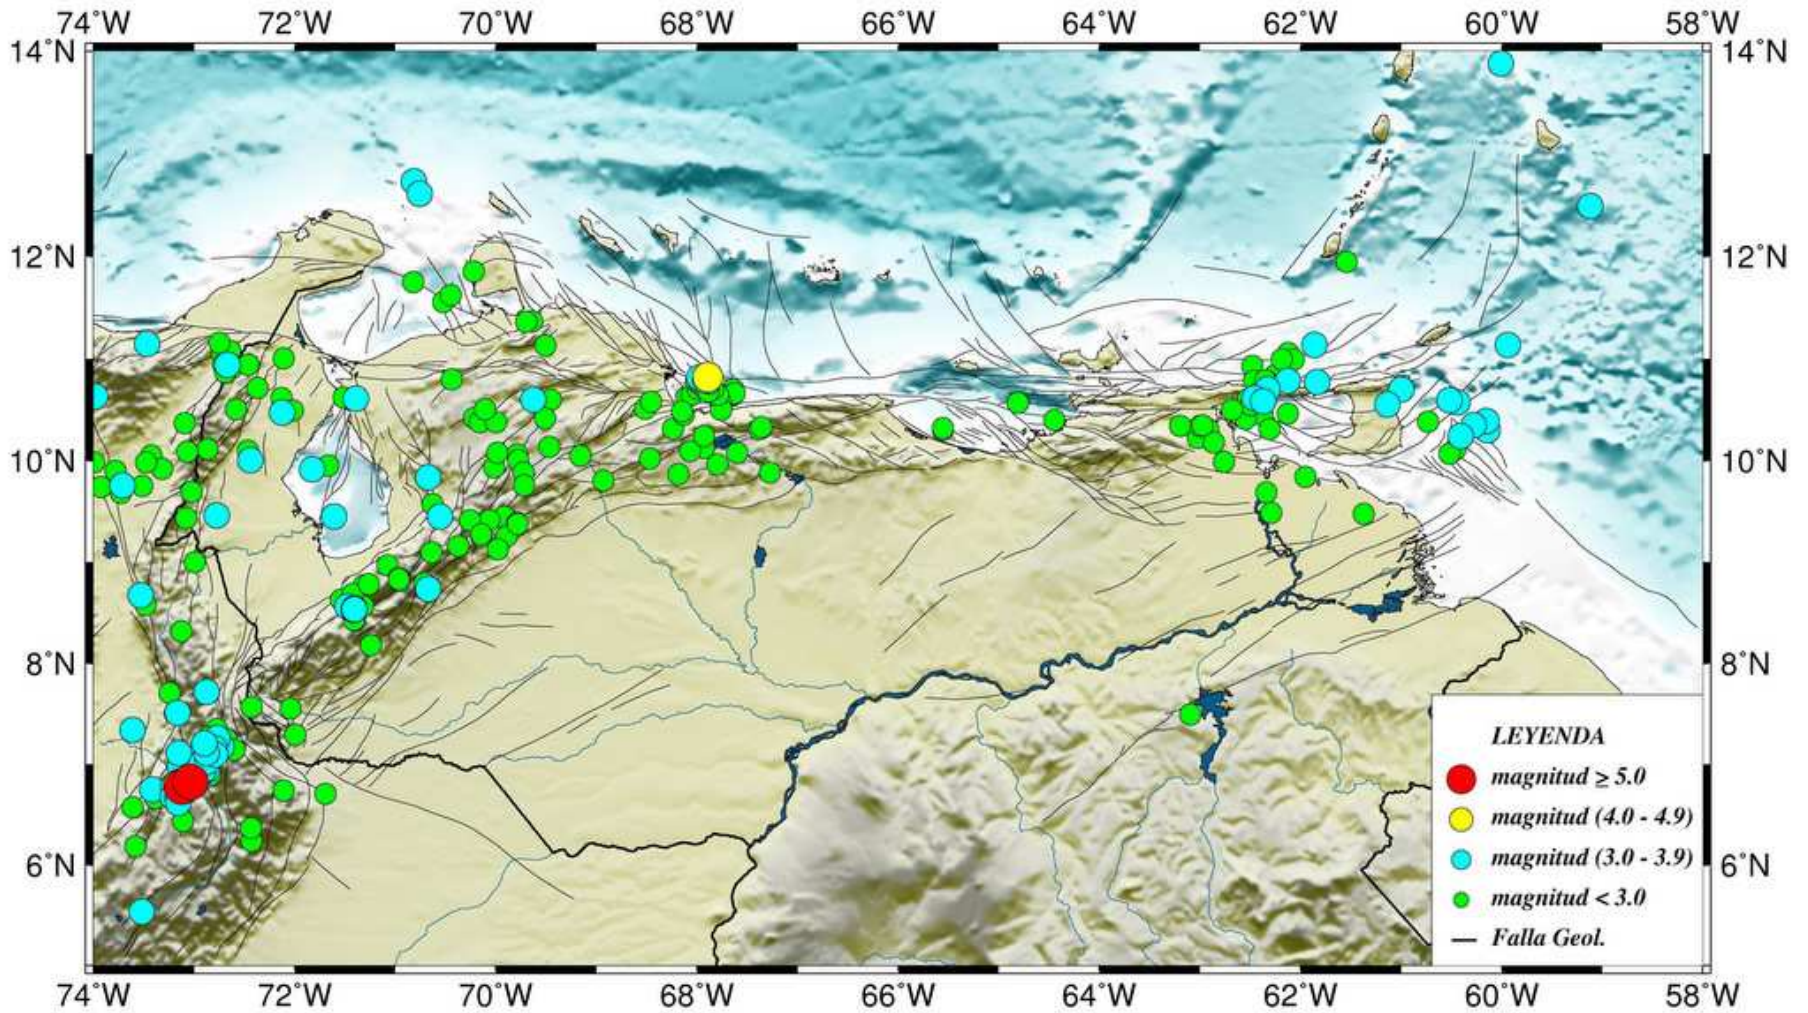 74˚W 72˚W 70˚W 68˚W 66˚W 64˚W 62˚W 60˚W 58˚W
14˚N 14˚N
12˚N 12˚N
10˚N 10˚N
8˚N 8˚N
LEYENDA
magnitud ≥ 5.0
magnitud (4.0 - 4.9)
magnitud (3.0 - 3.9)
6˚N 6˚N
magnitud < 3.0
Falla Geol.
74˚W 72˚W 70˚W 68˚W 66˚W 64˚W 62˚W 60˚W 58˚W